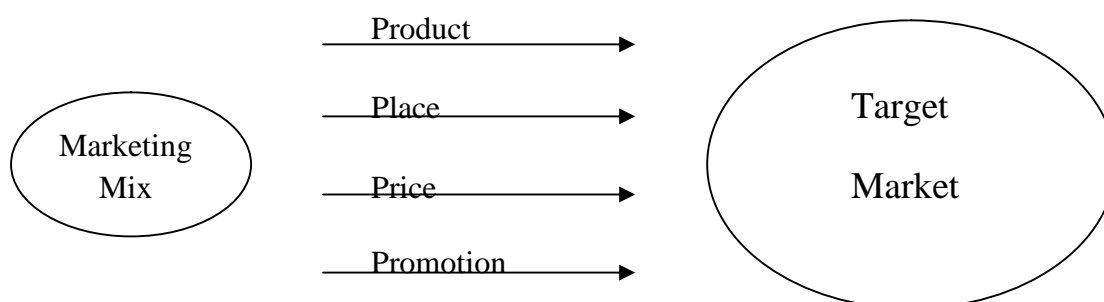 Marketing
Mix
Product
Place
Price
Promotion
Target
Market